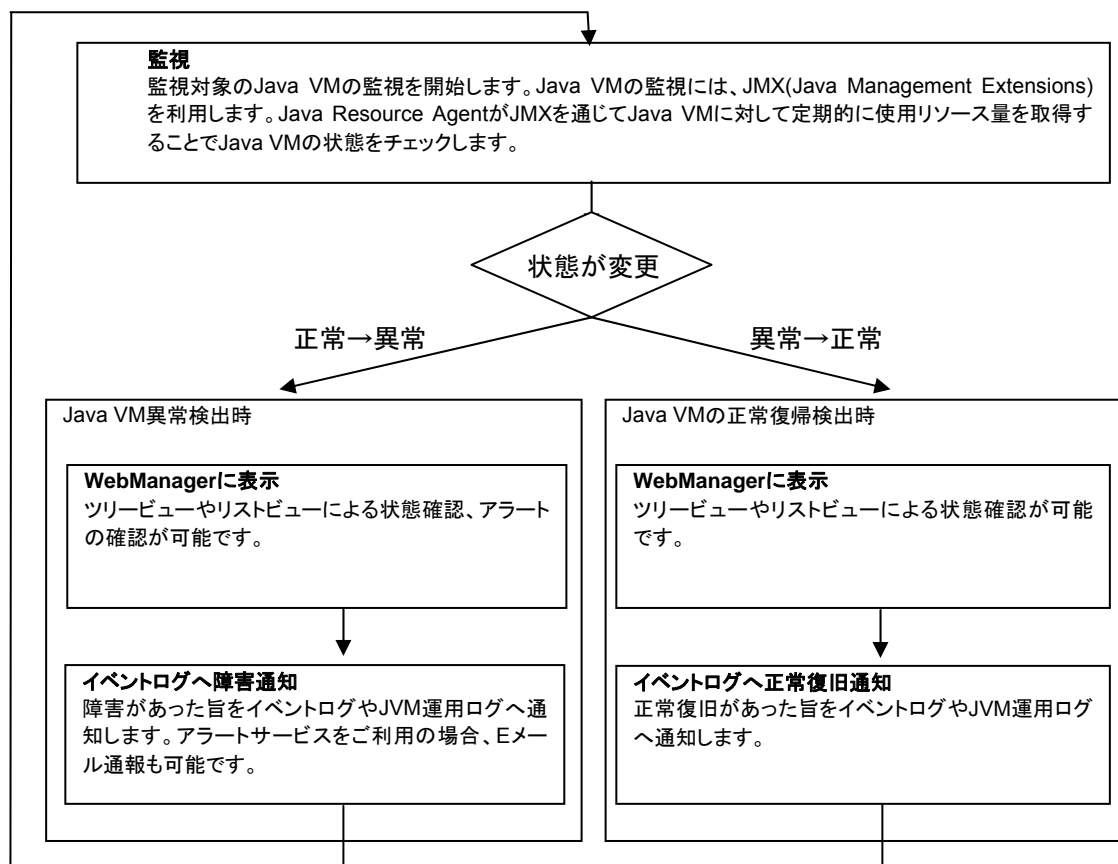 監視
監視対象のJava VMの監視を開始します。Java VMの監視には、JMX(Java Management Extensions)
を利用します。Java Resource AgentがJMXを通じてJava VMに対して定期的に使用リソース量を取得す
ることでJava VMの状態をチェックします。
状態が変更
正常→異常
異常→正常
Java VM異常検出時
WebManagerに表示
ツリービューやリストビューによる状態確認、アラート
の確認が可能です。
イベントログへ障害通知
障害があった旨をイベントログやJVM運用ログへ通
知します。アラートサービスをご利用の場合、Eメー
ル通報も可能です。
Java VMの正常復帰検出時
WebManagerに表示
ツリービューやリストビューによる状態確認が可能
です。
イベントログへ正常復旧通知
正常復旧があった旨をイベントログやJVM運用ログ
へ通知します。